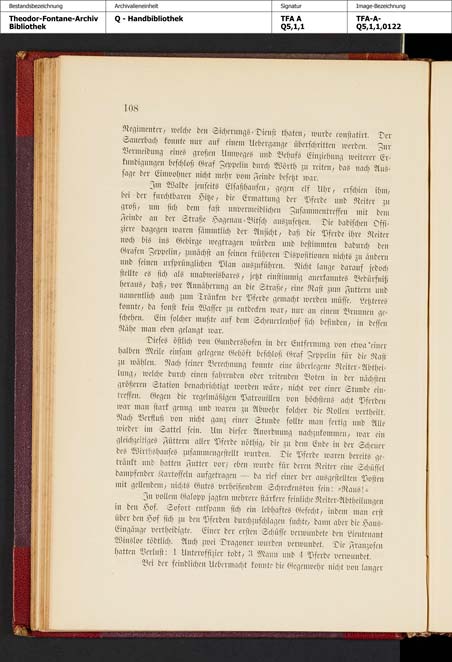 Bestandsbezeichnung
Archivalieneinheit
Signatur
Image-Bezeichnung
Theodor-Fontane-Archiv
Bibliothek
Q - Handbibliothek
TFA A
Q5,1,1
TFA-A-
Q5,1,1,0122
108
Regimenter, welche den Sicherungs-Dienst thaten, wurde constatirt. Der
Sauerbach konnte nur auf einem Uebergange überschritten werden. Zur
Vermeidung eines großen Umweges und Behufs Einziehung weiterer Er-
kundigungen beschloß Graf Zeppelin durch Wörth zu reiten, das nach Aus-
sage der Einwohner nicht mehr vom Feinde besetzt war.
Im Walde jenseits Elsaßhausen, gegen elf Uhr, erschien ihm,
bei der furchtbaren Hitze, die Ermattung der Pferde und Reiter zu
groß, um sich dem fast unvermeidlichen Zusammentreffen mit dem
Feinde an der Straße Hagenau-Bitsch auszusetzen. Die badischen Offi-
ziere dagegen waren sämmtlich der Ansicht, daß die Pferde ihre Reiter
noch bis ins Gebirge wegtragen würden und bestimmten dadurch den
Grafen Zeppelin, zunächst an seinen früheren Dispositionen nichts zu ändern
und seinen ursprünglichen Plan auszuführen. Nicht lange darauf jedoch
stellte es sich als unabweisbares, jetzt einstimmig anerkanntes Bedürfniß
heraus, daß, vor Annäherung an die Straße, eine Rast zum Futtern und
namentlich auch zum Tränken der Pferde gemacht werden müsse. Letzteres
konnte, da sonst kein Wasser zu entdecken war, nur an einem Brunnen ge-
schehen. Ein solcher mußte auf dem Scheuerlenhof sich befinden, in dessen
Nähe man eben gelangt war.
Dieses östlich von Gundershofen in der Entfernung von etwa einer
halben Meile einsam gelegene Gehöft beschloß Graf Zeppelin für die Rast
zu wählen. Nach seiner Berechnung konnte eine überlegene Reiter-Abthei-
lung, welche durch einen fahrenden oder reitenden Boten in der nächsten
größeren Station benachrichtigt worden wäre, nicht vor einer Stunde ein-
treffen. Gegen die regelmäßigen Patrouillen von höchstens acht Pferden
war man stark genug und waren zu Abwehr solcher die Rollen vertheilt.
Nach Verfluß von nicht ganz einer Stunde sollte man fertig und Alle
wieder im Sattel sein. Um dieser Anordnung nachzukommen, war ein
gleichzeitiges Füttern aller Pferde nöthig, die zu dem Ende in der Scheuer
des Wirthshauses zusammengestellt wurden. Die Pferde waren bereits ge-
tränkt und hatten Futter vor; eben wurde für deren Reiter eine Schüssel
dampfender Kartoffeln aufgetragen — da rief einer der ausgestellten Posten
mit gellendem, nichts Gutes verheißendem Schreckenston sein: »Raus!«
In vollem Galopp jagten mehrere stärkere feindliche Reiter-Abtheilungen
in den Hof. Sofort entspann sich ein lebhaftes Gefecht, indem man erst
über den Hof sich zu den Pferden durchzuschlagen suchte, dann aber die Haus-
Eingänge vertheidigte. Einer der ersten Schüsse verwundete den Lieutenant
Winsloe tödtlich. Auch zwei Dragoner wurden verwundet. Die Franzosen
hatten Verlust: 1 Unteroffizier todt, 3 Mann und 4 Pferde verwundet.
Bei der feindlichen Uebermacht konnte die Gegenwehr nicht von langer